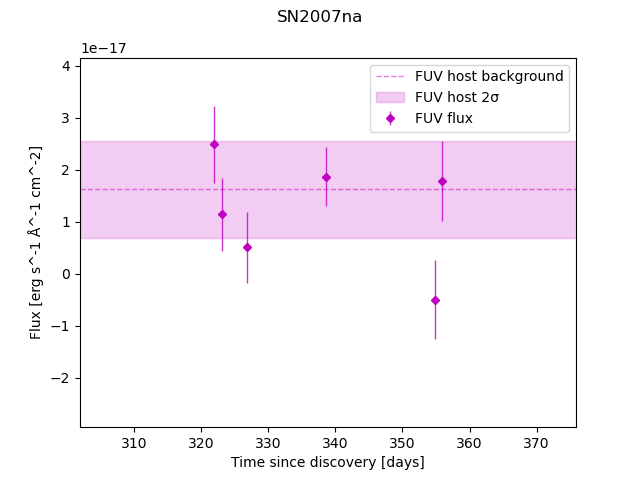 SN2007na
1e−17
FUV host background
FUV host 2σ
FUV flux
4
3
2
1
0
−1
−2
Flux [erg s^-1 Å^-1 cm^-2]
310 320 330 340 350 360 370
Time since discovery [days]